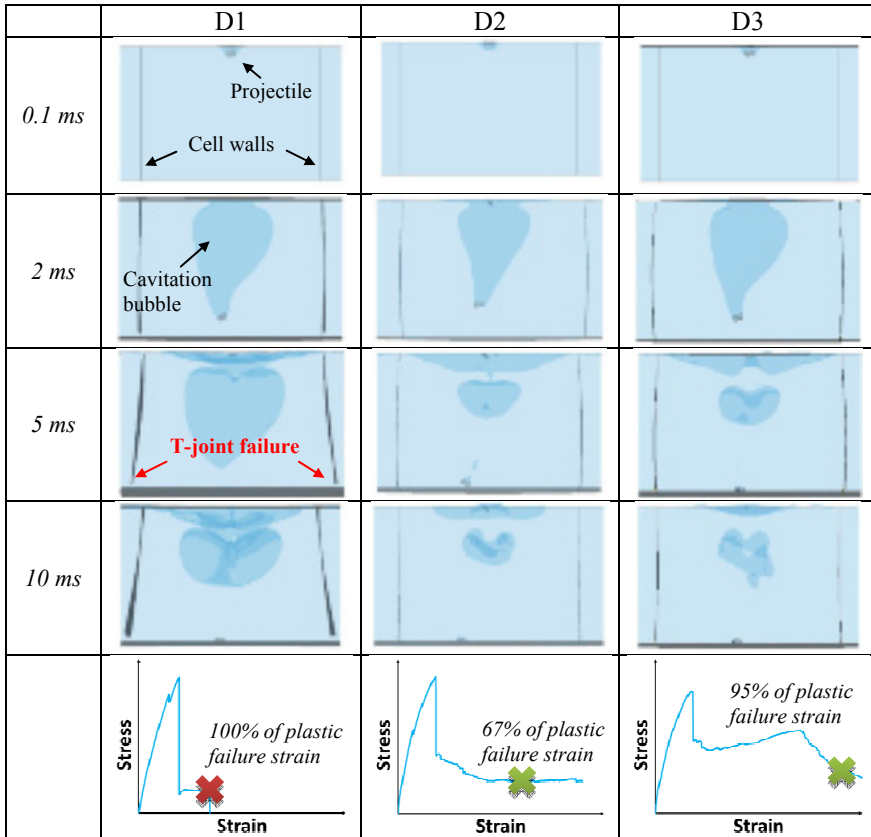 D1 D2 D3
0.1 ms
Projectile
Cell walls
2 ms
Cavitation
bubble
5 ms
T-joint failure
10 ms
Stress
100% of plastic
failure strain
Strain
Stress
67% of plastic
failure strain
Strain
Stress
95% of plastic
failure strain
Strain